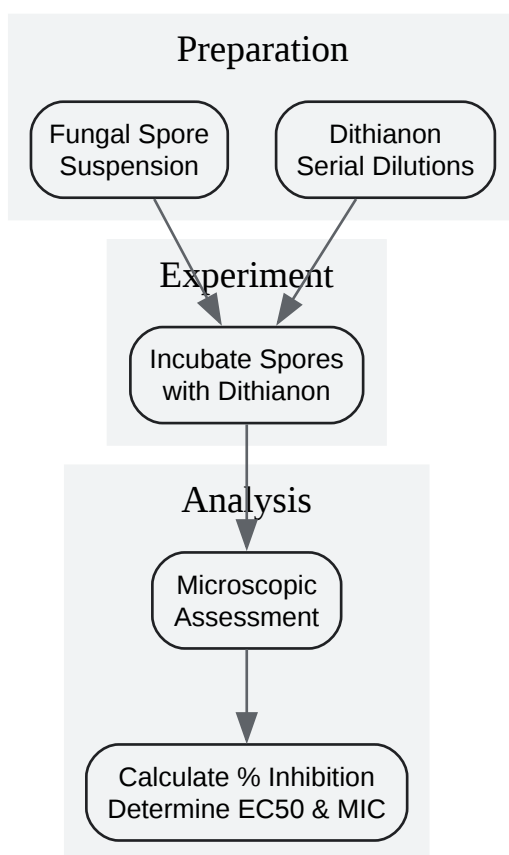 Preparation
Fungal Spore
Suspension
Dithianon
Serial Dilutions
Experiment
Incubate Spores
with Dithianon
Analysis
Microscopic
Assessment
Calculate % Inhibition
Determine EC50 & MIC